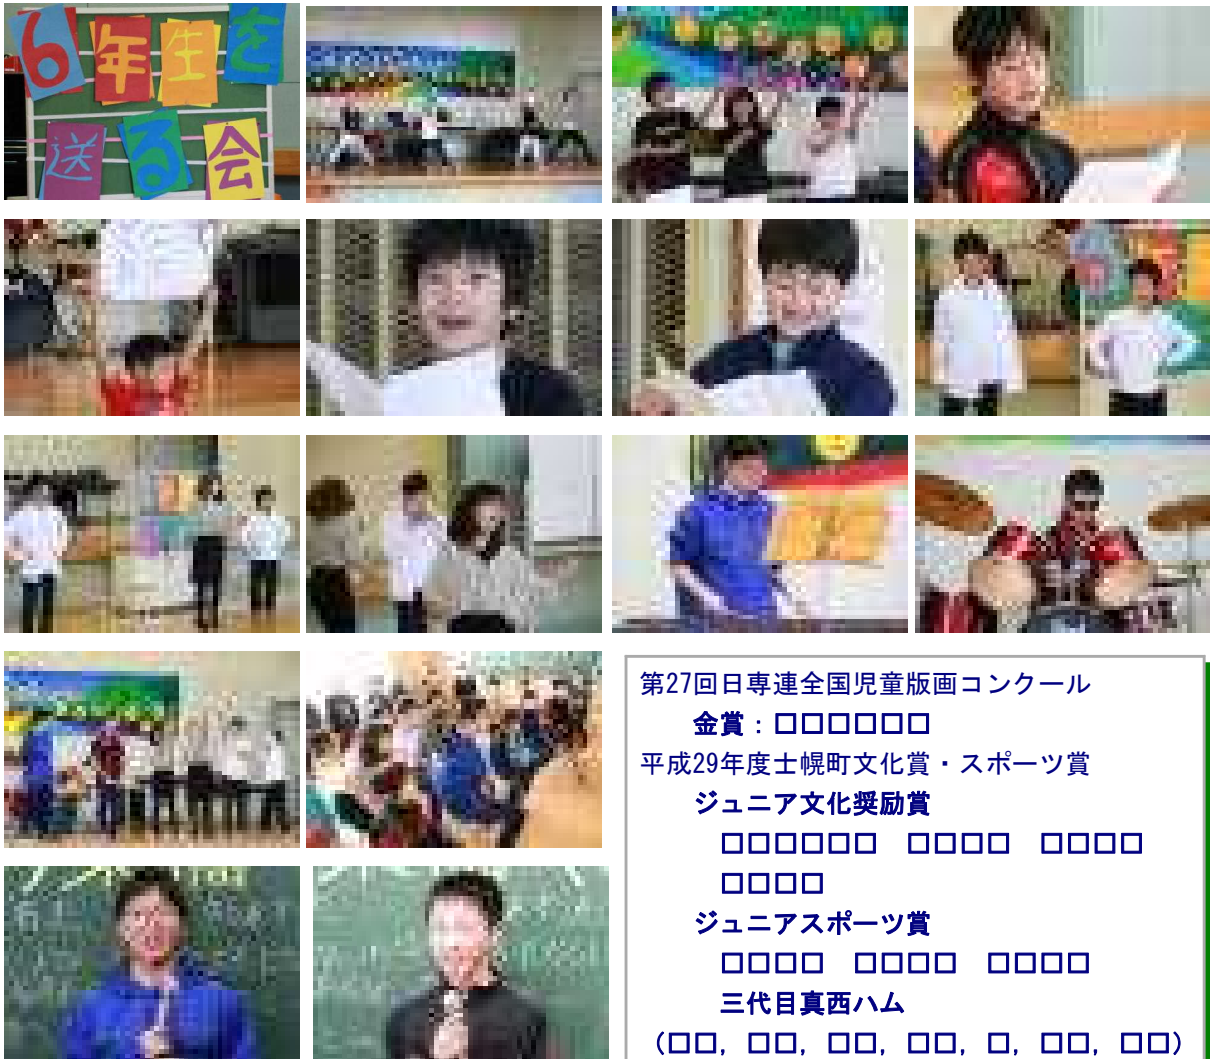 6年生を
送る会
第27回日専連全国児童版画コンクール
金賞：□□□□□□
平成29年度士幌町文化賞・スポーツ賞
ジュニア文化奨励賞
□□□□□□　□□□□　□□□□
□□□□
ジュニアスポーツ賞
□□□□　□□□□　□□□□
三代目真西ハム
（□□, □□, □□, □□, □, □□, □□）